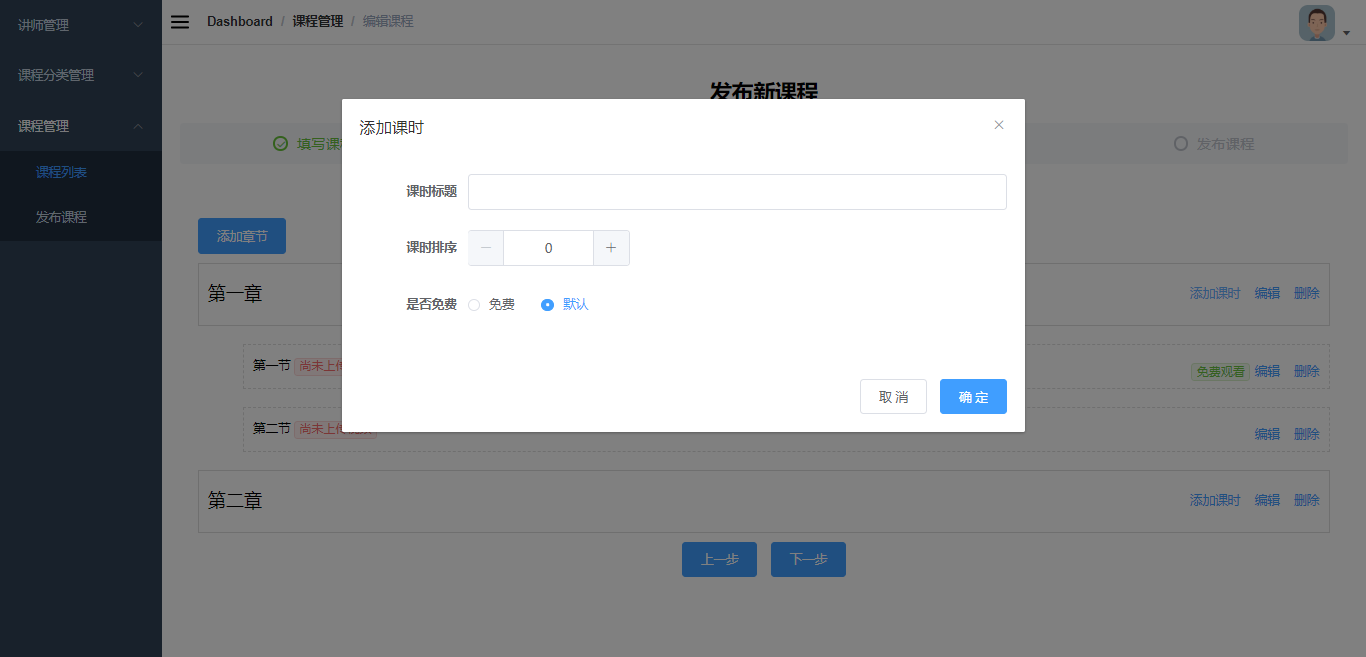 讲师管理
课程分类管理
课程管理
课程列表
发布课程
Dashboard / 课程管理 / 编辑课程
发布新课程
填写课
发布课程
添加章节
第一章
添加课时 编辑 删除
第一节 尚未上传
免费观看 编辑 删除
第二节 尚未上传视频
编辑 删除
第二章
添加课时 编辑 删除
上一步 下一步
添加课时
课时标题
课时排序 0
是否免费 免费 默认
取 消 确 定